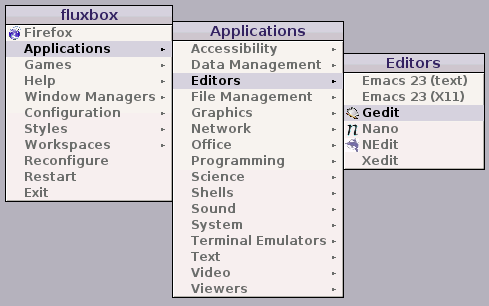 fluxbox
Firefox
Applications
Games
Help
Window Managers
Configuration
Styles
Workspaces
Reconfigure
Restart
Exit
Applications
Accessibility
Data Management
Editors
File Management
Graphics
Network
Office
Programming
Science
Shells
Sound
System
Terminal Emulators
Text
Video
Viewers
Editors
Emacs 23 (text)
Emacs 23 (X11)
Gedit
Nano
NEdit
Xedit